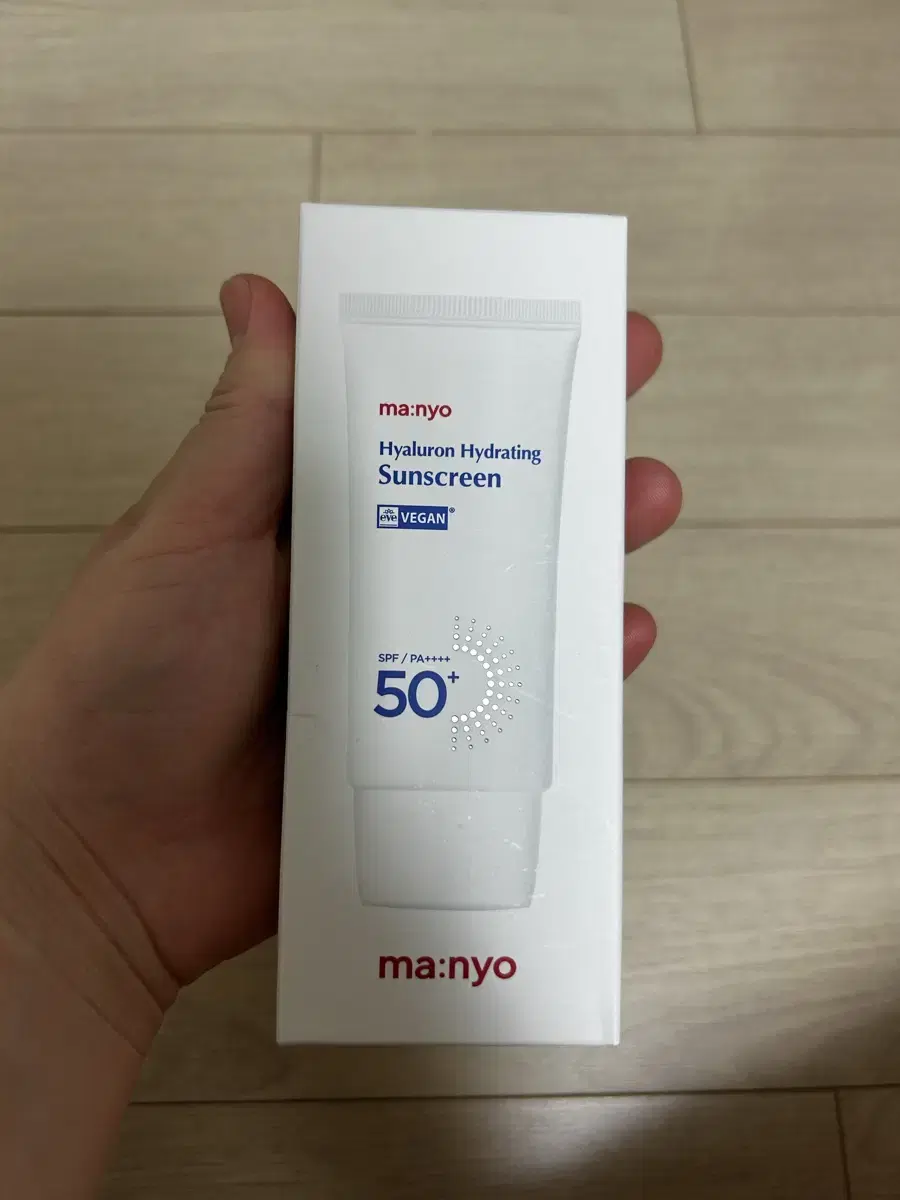 ma:nyo
Hyaluron Hydrating
Sunscreen
eve VEGAN®
SPF / PA++++
50+
ma:nyo